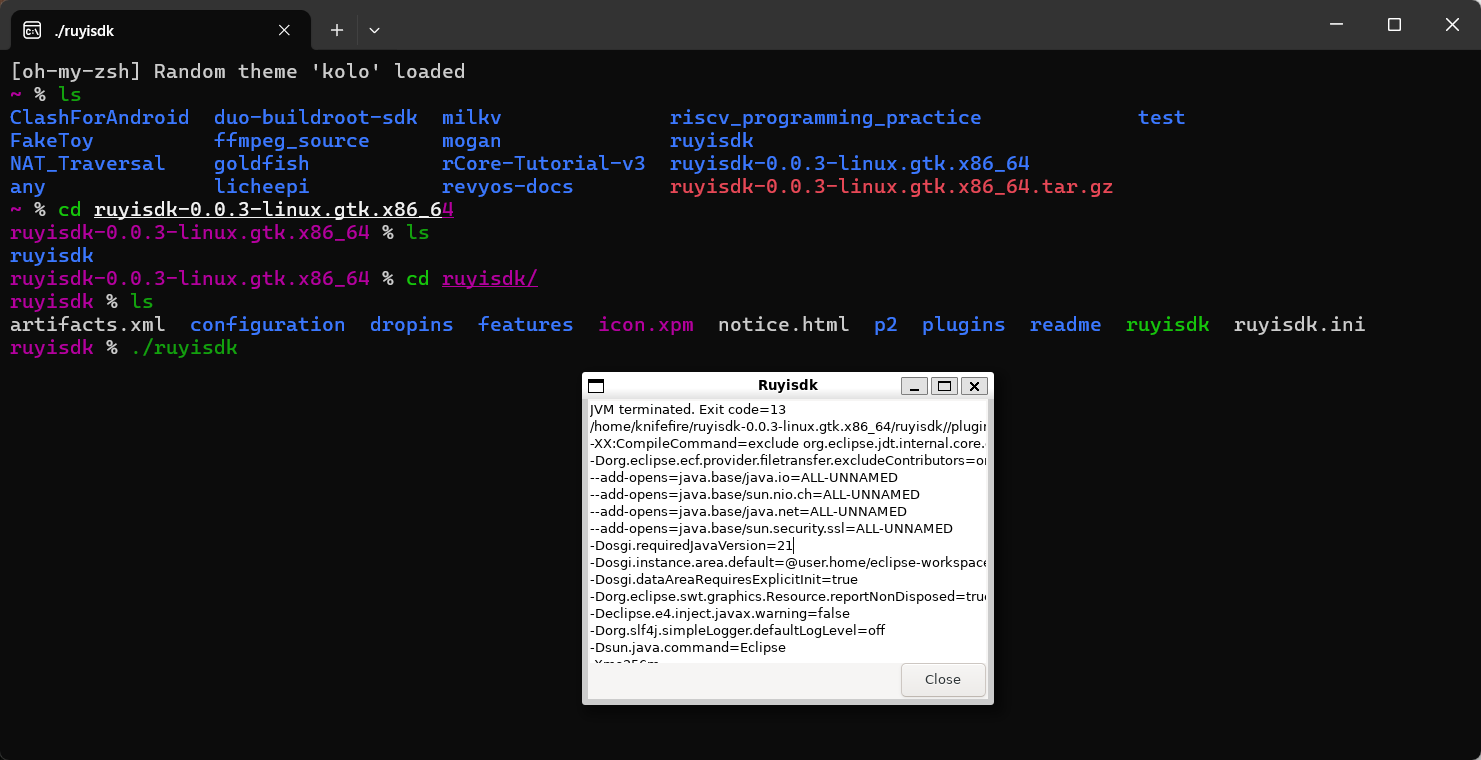 ./ruyisdk
[oh-my-zsh] Random theme 'kolo' loaded
~ % ls
ClashForAndroid duo-buildroot-sdk milkv riscv_programming_practice test
FakeToy ffmpeg_source mogan ruyisdk
NAT_Traversal goldfish rCore-Tutorial-v3 ruyisdk-0.0.3-linux.gtk.x86_64
any licheepi revyos-docs ruyisdk-0.0.3-linux.gtk.x86_64.tar.gz
~ % cd ruyisdk-0.0.3-linux.gtk.x86_64
ruyisdk-0.0.3-linux.gtk.x86_64 % ls
ruyisdk
ruyisdk-0.0.3-linux.gtk.x86_64 % cd ruyisdk/
ruyisdk % ls
artifacts.xml configuration dropins features icon.xpm notice.html p2 plugins readme ruyisdk ruyisdk.ini
ruyisdk % ./ruyisdk
Ruyisdk
JVM terminated. Exit code=13
/home/knifefire/ruyisdk-0.0.3-linux.gtk.x86_64/ruyisdk//plugin
-XX:CompileCommand=exclude org.eclipse.jdt.internal.core.
-Dorg.eclipse.ecf.provider.filetransfer.excludeContributors=o
--add-opens=java.base/java.io=ALL-UNNAMED
--add-opens=java.base/sun.nio.ch=ALL-UNNAMED
--add-opens=java.base/java.net=ALL-UNNAMED
--add-opens=java.base/sun.security.ssl=ALL-UNNAMED
-Dosgi.requiredJavaVersion=21
-Dosgi.instance.area.default=@user.home/eclipse-workspace
-Dosgi.dataAreaRequiresExplicitInit=true
-Dorg.eclipse.swt.graphics.Resource.reportNonDisposed=true
-Declipse.e4.inject.javax.warning=false
-Dorg.slf4j.simpleLogger.defaultLogLevel=off
-Dsun.java.command=Eclipse
Close